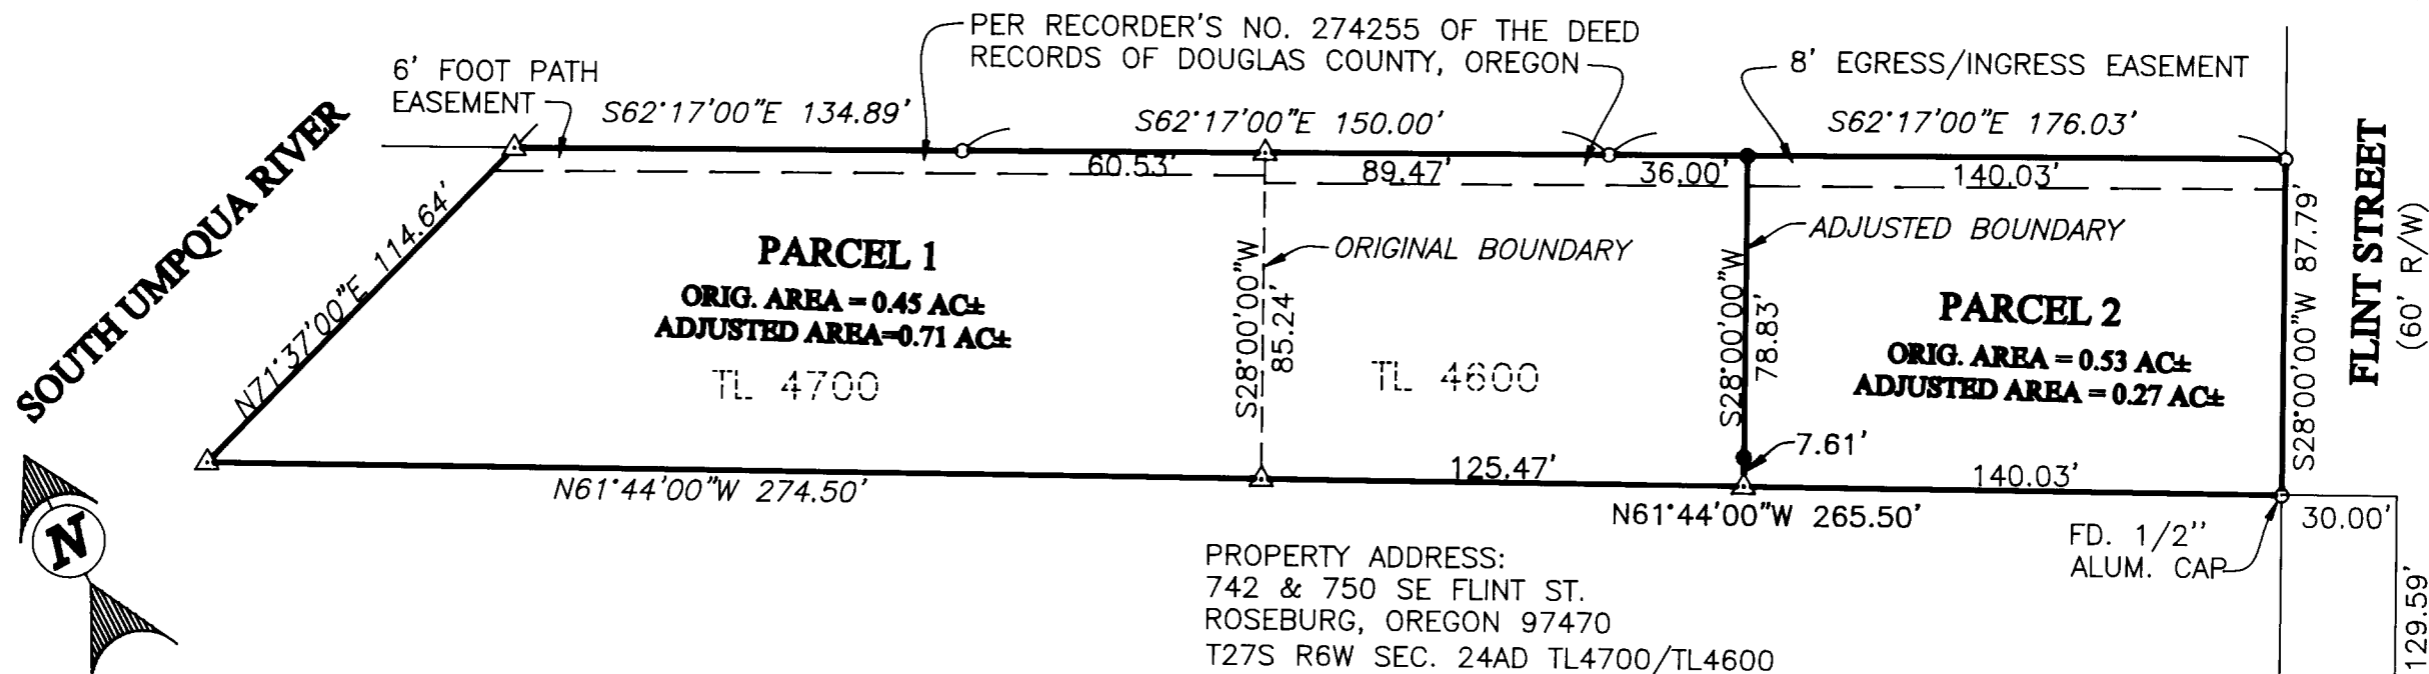 PER RECORDER'S NO. 274255 OF THE DEED
RECORDS OF DOUGLAS COUNTY, OREGON
6' FOOT PATH
EASEMENT
8' EGRESS/INGRESS EASEMENT
S62°17'00"E 134.89'
S62°17'00"E 150.00'
S62°17'00"E 176.03'
60.53'
89.47'
36.00'
140.03'
SOUTH UMPQUA RIVER
N71°37'00"E 114.64'
PARCEL 1
ORIG. AREA = 0.45 AC±
ADJUSTED AREA=0.71 AC±
TL 4700
S28°00'00"W
85.24'
ORIGINAL BOUNDARY
TL 4600
S28°00'00"W
78.83'
ADJUSTED BOUNDARY
PARCEL 2
ORIG. AREA = 0.53 AC±
ADJUSTED AREA = 0.27 AC±
S28°00'00"W 87.79'
FLINT STREET
(60' R/W)
7.61'
N61°44'00"W 274.50'
125.47'
140.03'
N61°44'00"W 265.50'
30.00'
FD. 1/2"
ALUM. CAP
129.59'
N
PROPERTY ADDRESS:
742 & 750 SE FLINT ST.
ROSEBURG, OREGON 97470
T27S R6W SEC. 24AD TL4700/TL4600